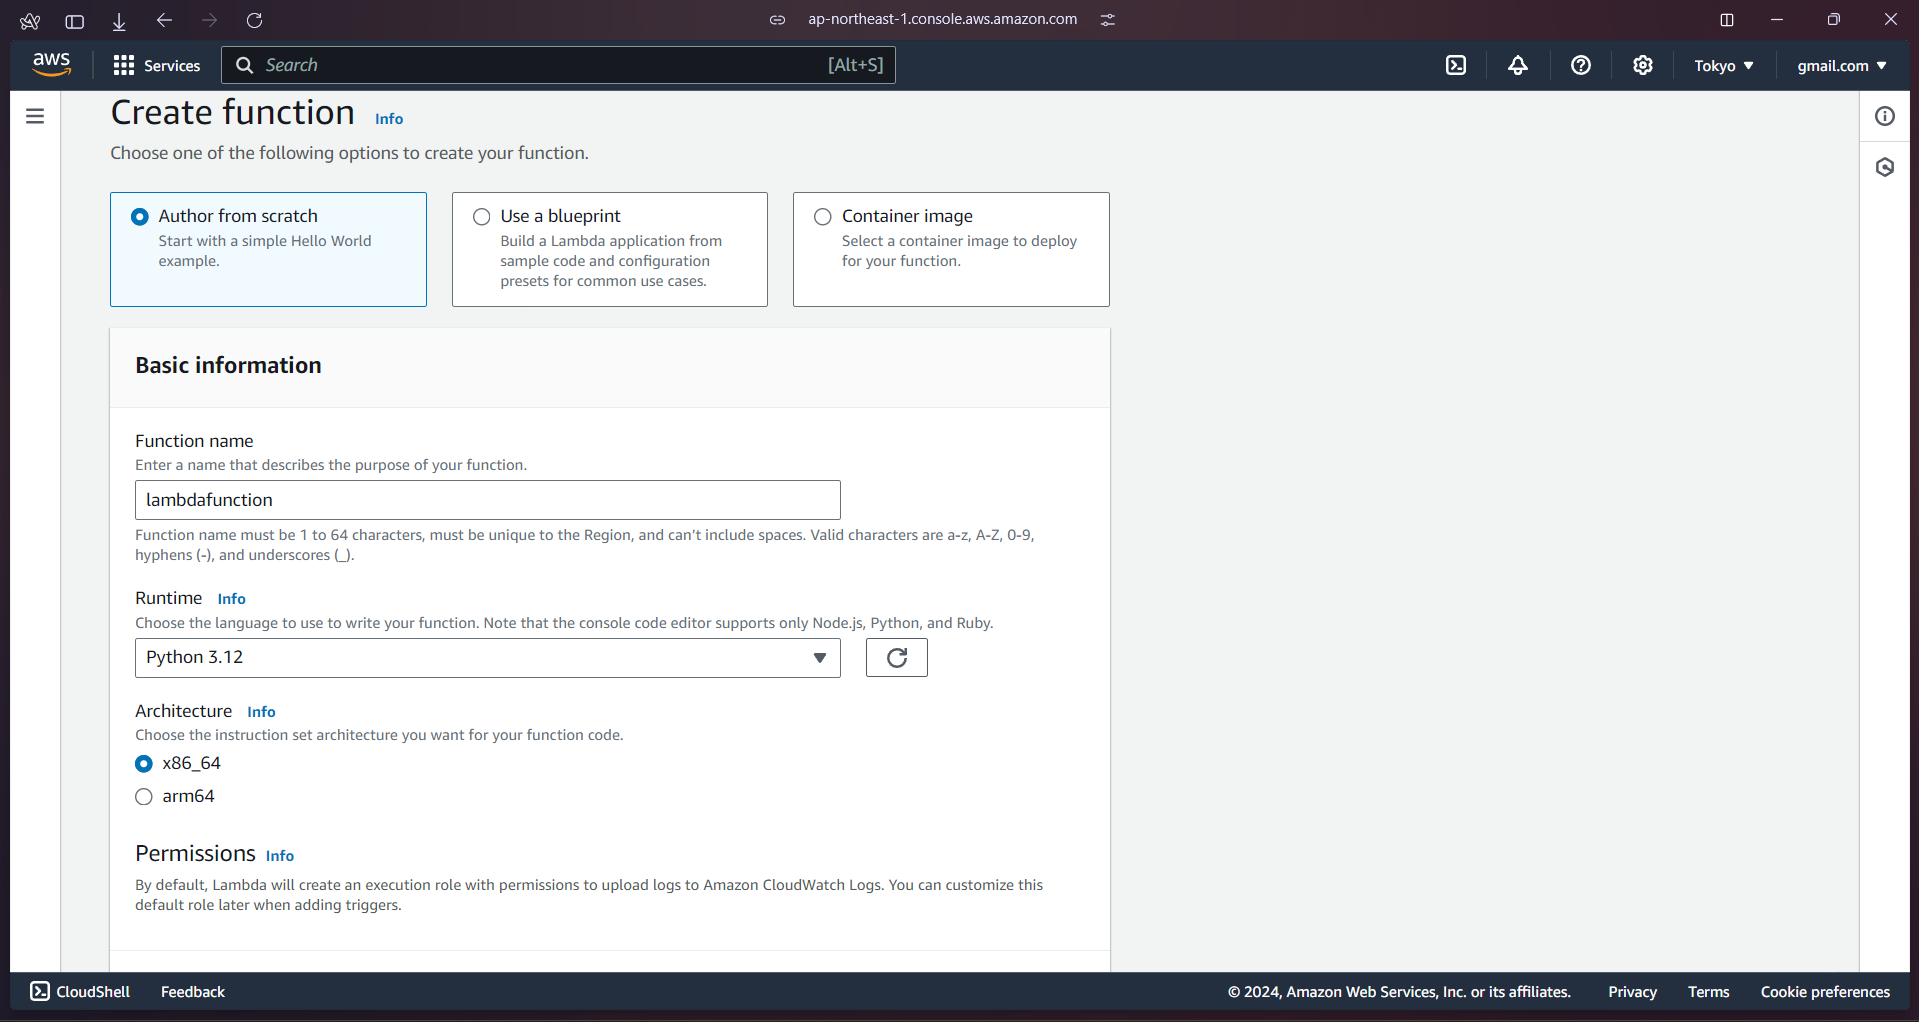 ap-northeast-1.console.aws.amazon.com
aws
Services
Search
[Alt+S]
Tokyo
gmail.com
Create function Info
Choose one of the following options to create your function.
Author from scratch
Start with a simple Hello World
example.
Use a blueprint
Build a Lambda application from
sample code and configuration
presets for common use cases.
Container image
Select a container image to deploy
for your function.
Basic information
Function name
Enter a name that describes the purpose of your function.
lambdafunction
Function name must be 1 to 64 characters, must be unique to the Region, and can't include spaces. Valid characters are a-z, A-Z, 0-9,
hyphens (-), and underscores (_).
Runtime Info
Choose the language to use to write your function. Note that the console code editor supports only Node.js, Python, and Ruby.
Python 3.12
Architecture Info
Choose the instruction set architecture you want for your function code.
x86_64
arm64
Permissions Info
By default, Lambda will create an execution role with permissions to upload logs to Amazon CloudWatch Logs. You can customize this
default role later when adding triggers.
CloudShell
Feedback
© 2024, Amazon Web Services, Inc. or its affiliates.
Privacy
Terms
Cookie preferences